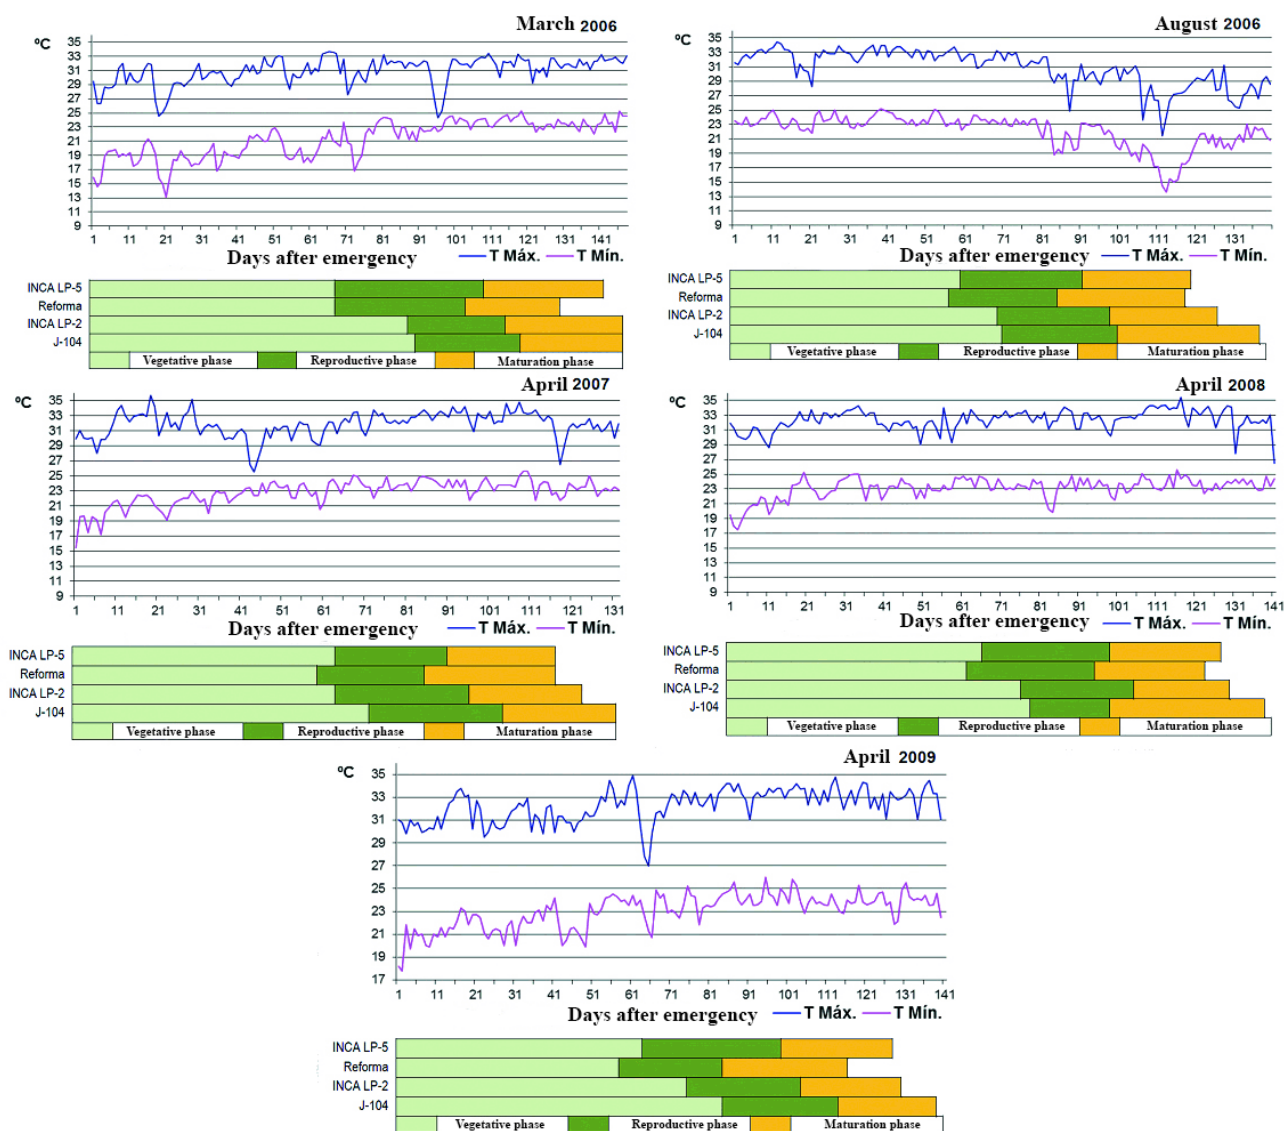 March 2006
ºC
35
33
31
29
27
25
23
21
19
17
15
13
11
9
1 11 21 31 41 51 61 71 81 91 101 111 121 131 141
Days after emergency T Máx. T Mín.
INCA LP-5
Reforma
INCA LP-2
J-104
Vegetative phase Reproductive phase Maturation phase
August 2006
ºC
35
33
31
29
27
25
23
21
19
17
15
13
11
9
1 11 21 31 41 51 61 71 81 91 101 111 121 131
Days after emergency T Máx. T Mín.
INCA LP-5
Reforma
INCA LP-2
J-104
Vegetative phase Reproductive phase Maturation phase
April 2007
ºC
35
33
31
29
27
25
23
21
19
17
15
13
11
9
1 11 21 31 41 51 61 71 81 91 101 111 121 131
Days after emergency T Máx. T Mín.
INCA LP-5
Reforma
INCA LP-2
J-104
Vegetative phase Reproductive phase Maturation phase
April 2008
ºC
35
33
31
29
27
25
23
21
19
17
15
13
11
9
1 11 21 31 41 51 61 71 81 91 101 111 121 131 141
Days after emergency T Máx. T Mín.
INCA LP-5
Reforma
INCA LP-2
J-104
Vegetative phase Reproductive phase Maturation phase
April 2009
ºC
35
33
31
29
27
25
23
21
19
17
1 11 21 31 41 51 61 71 81 91 101 111 121 131 141
Days after emergency T Máx. T Mín.
INCA LP-5
Reforma
INCA LP-2
J-104
Vegetative phase Reproductive phase Maturation phase